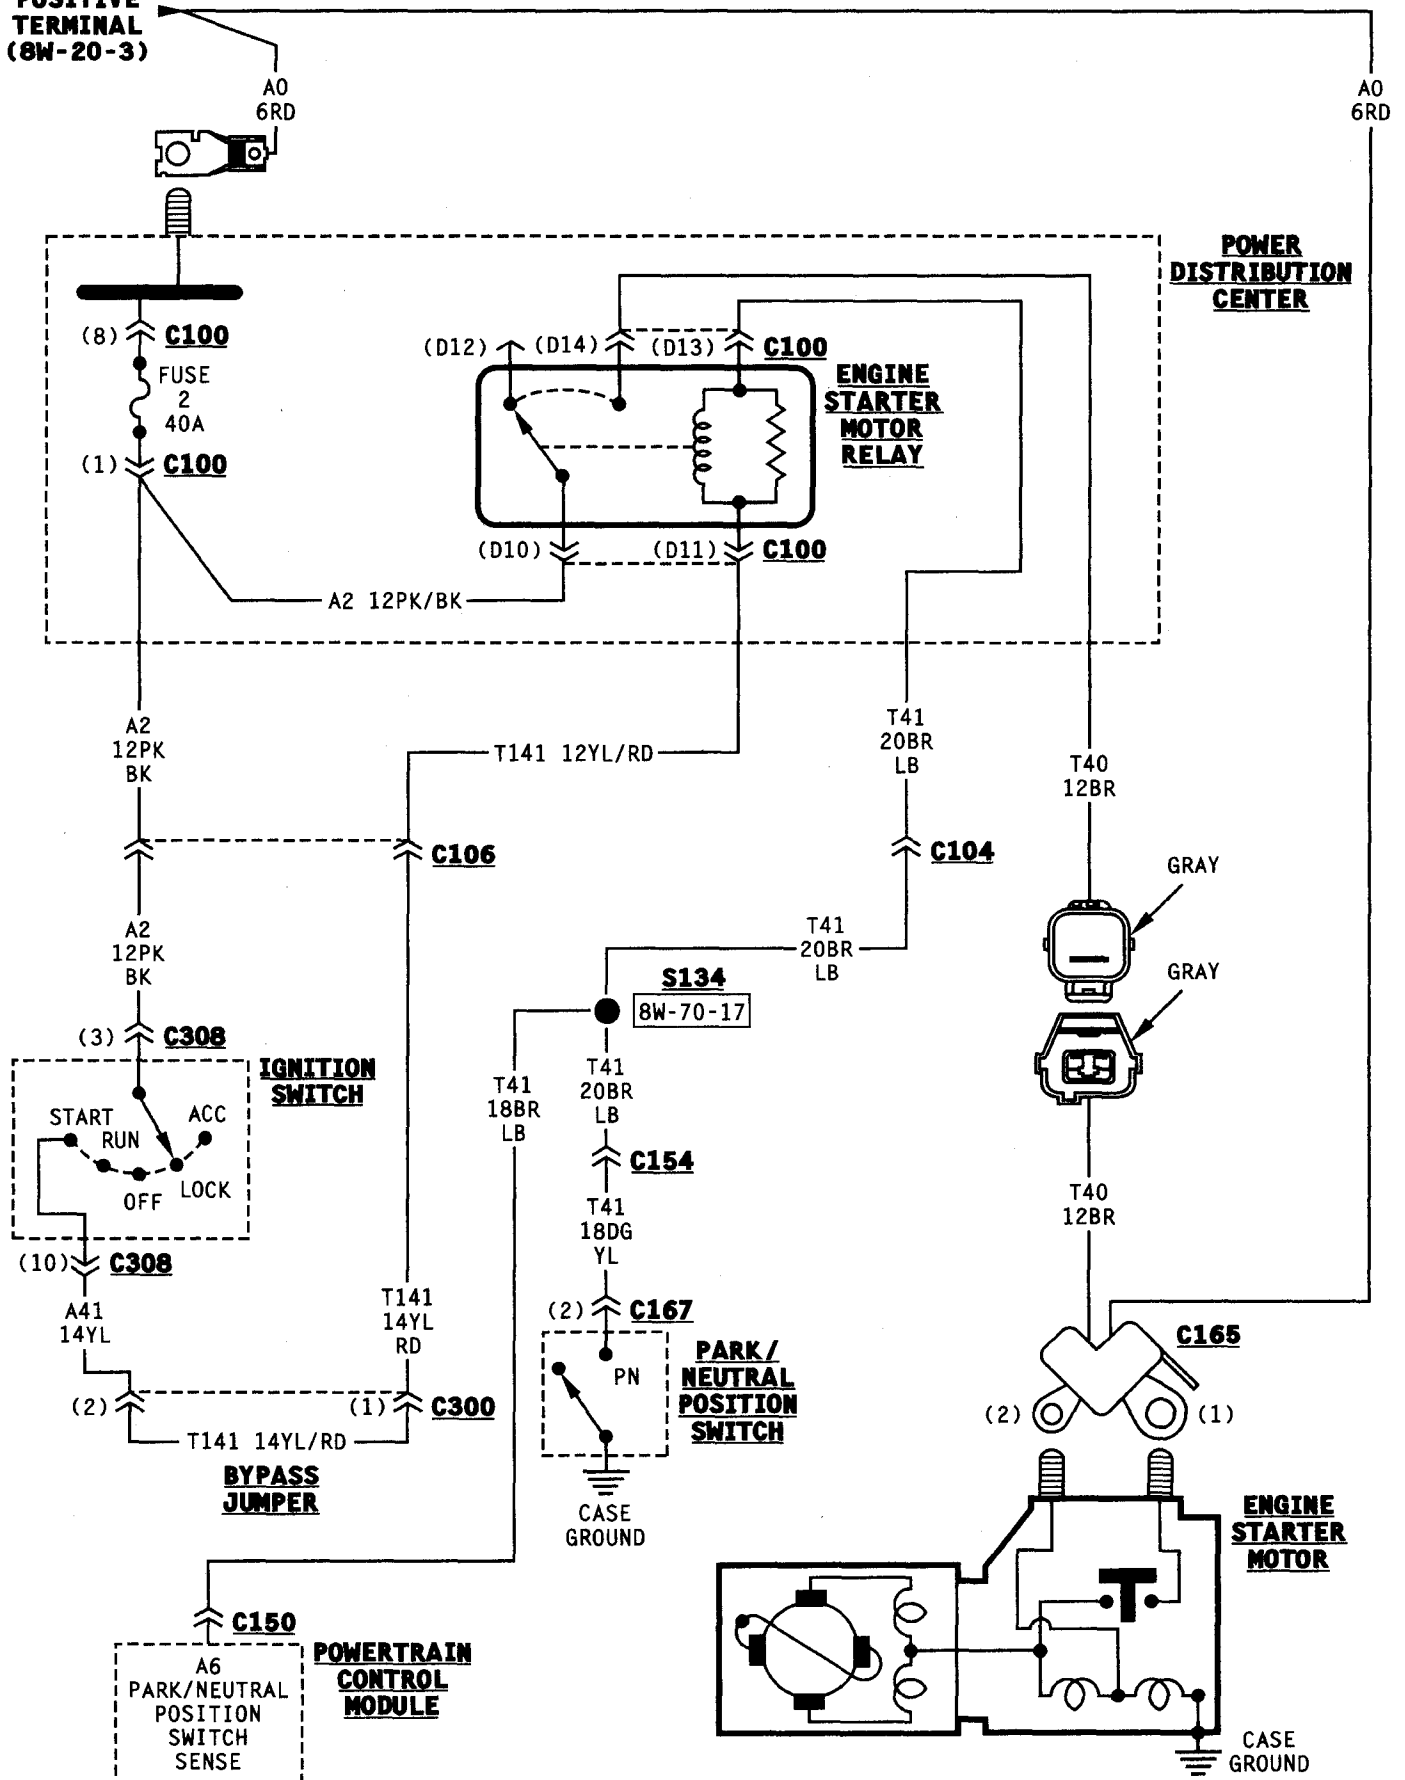 POSITIVE
TERMINAL
(8W-20-3)
A0
6RD
A0
6RD
POWER
DISTRIBUTION
CENTER
(8)
C100
FUSE
2
40A
(1)
C100
(D12)
(D14)
(D13)
C100
ENGINE
STARTER
MOTOR
RELAY
(D10)
(D11)
C100
A2 12PK/BK
A2
12PK
BK
T141 12YL/RD
T41
20BR
LB
T40
12BR
C106
C104
GRAY
A2
12PK
BK
T41
20BR
LB
GRAY
S134
8W-70-17
(3)
C308
IGNITION
SWITCH
START
RUN
ACC
OFF
LOCK
T41
18BR
LB
T41
20BR
LB
C154
T41
18DG
YL
T40
12BR
(10)
C308
A41
14YL
T141
14YL
RD
(2)
C167
PN
PARK/
NEUTRAL
POSITION
SWITCH
C165
(2)
(1)
(2)
(1)
C300
T141 14YL/RD
BYPASS
JUMPER
CASE
GROUND
ENGINE
STARTER
MOTOR
C150
A6
PARK/NEUTRAL
POSITION
SWITCH
SENSE
POWERTRAIN
CONTROL
MODULE
CASE
GROUND